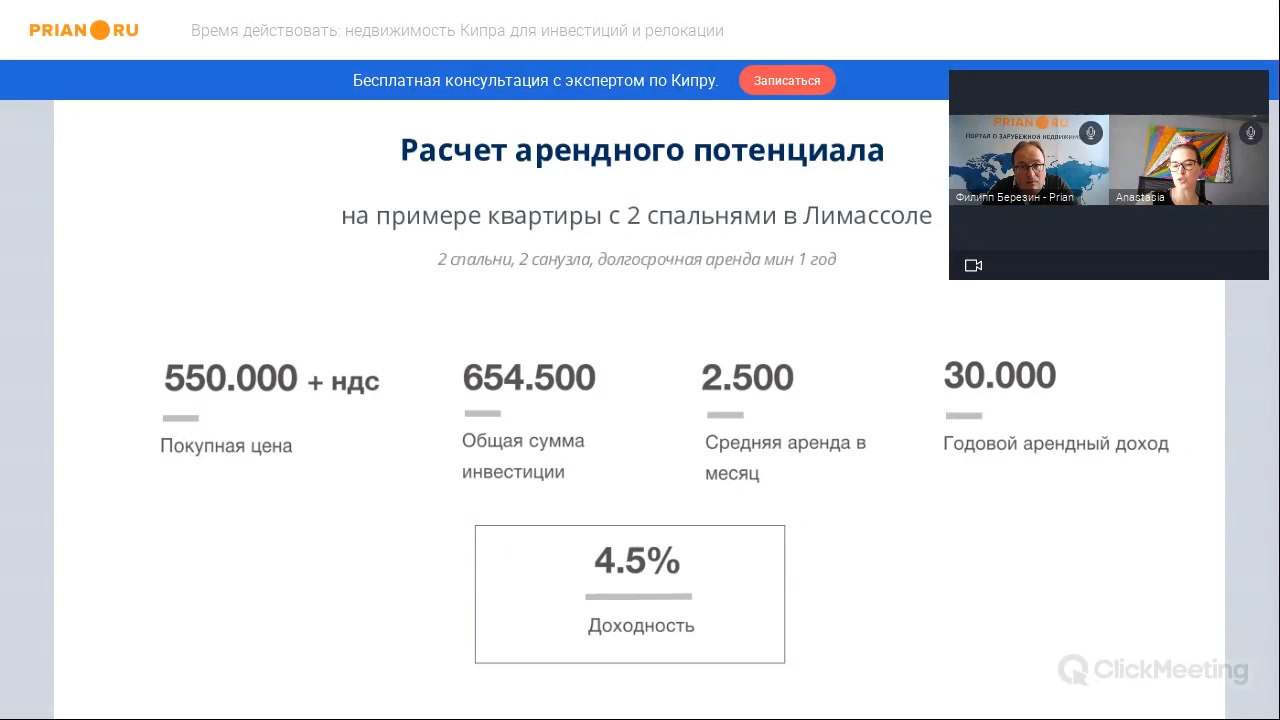 PRIAN RU
Время действовать: недвижимость Кипра для инвестиций и релокации
Бесплатная консультация с экспертом по Кипру.
Записаться
PRIAN RU
ПОРТАЛ О ЗАРУБЕЖНОЙ НЕДВИЖИМ
Филипп Березин - Prian
Anastasia
Расчет арендного потенциала
на примере квартиры с 2 спальнями в Лимассоле
2 спальни, 2 санузла, долгосрочная аренда мин 1 год
550.000 + ндс
Покупная цена
654.500
Общая сумма
инвестиции
2.500
Средняя аренда в
месяц
30.000
Годовой арендный доход
4.5%
Доходность
ClickMeeting